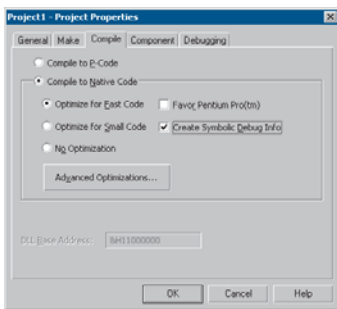 Project1 - Project Properties
General Make Compile Component Debugging
Compile to P-Code
Compile to Native Code
Optimize for Fast Code Favor Pentium Pro(tm)
Optimize for Small Code Create Symbolic Debug Info
No Optimization
Advanced Optimizations...
DLL Base Address: &H11000000
OK Cancel Help